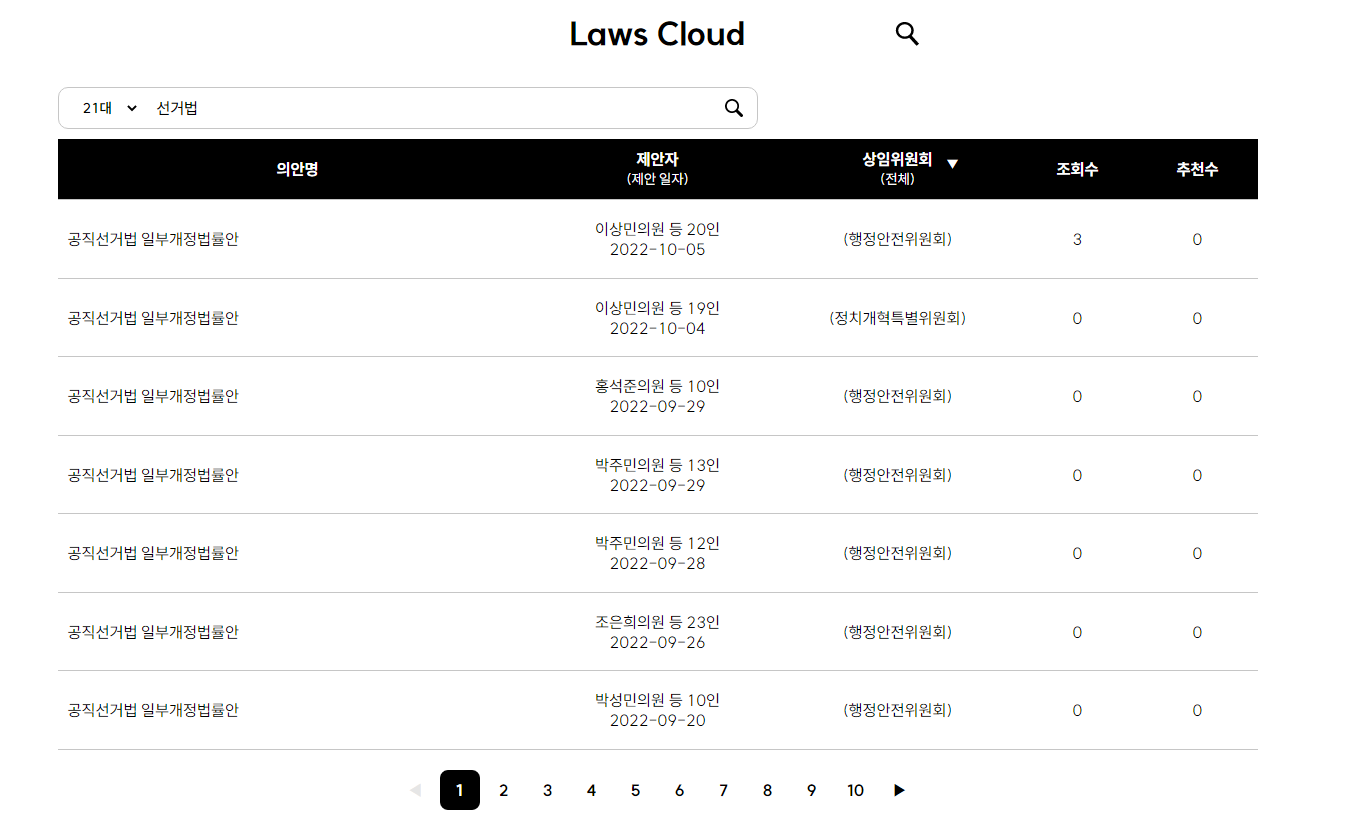 Laws Cloud
21대 선거법
의안명 제안자 (제안 일자) 상임위원회 ▼ (전체) 조회수 추천수
공직선거법 일부개정법률안 이상민의원 등 20인 2022-10-05 (행정안전위원회) 3 0
공직선거법 일부개정법률안 이상민의원 등 19인 2022-10-04 (정치개혁특별위원회) 0 0
공직선거법 일부개정법률안 홍석준의원 등 10인 2022-09-29 (행정안전위원회) 0 0
공직선거법 일부개정법률안 박주민의원 등 13인 2022-09-29 (행정안전위원회) 0 0
공직선거법 일부개정법률안 박주민의원 등 12인 2022-09-28 (행정안전위원회) 0 0
공직선거법 일부개정법률안 조은희의원 등 23인 2022-09-26 (행정안전위원회) 0 0
공직선거법 일부개정법률안 박성민의원 등 10인 2022-09-20 (행정안전위원회) 0 0
◀ 1 2 3 4 5 6 7 8 9 10 ▶